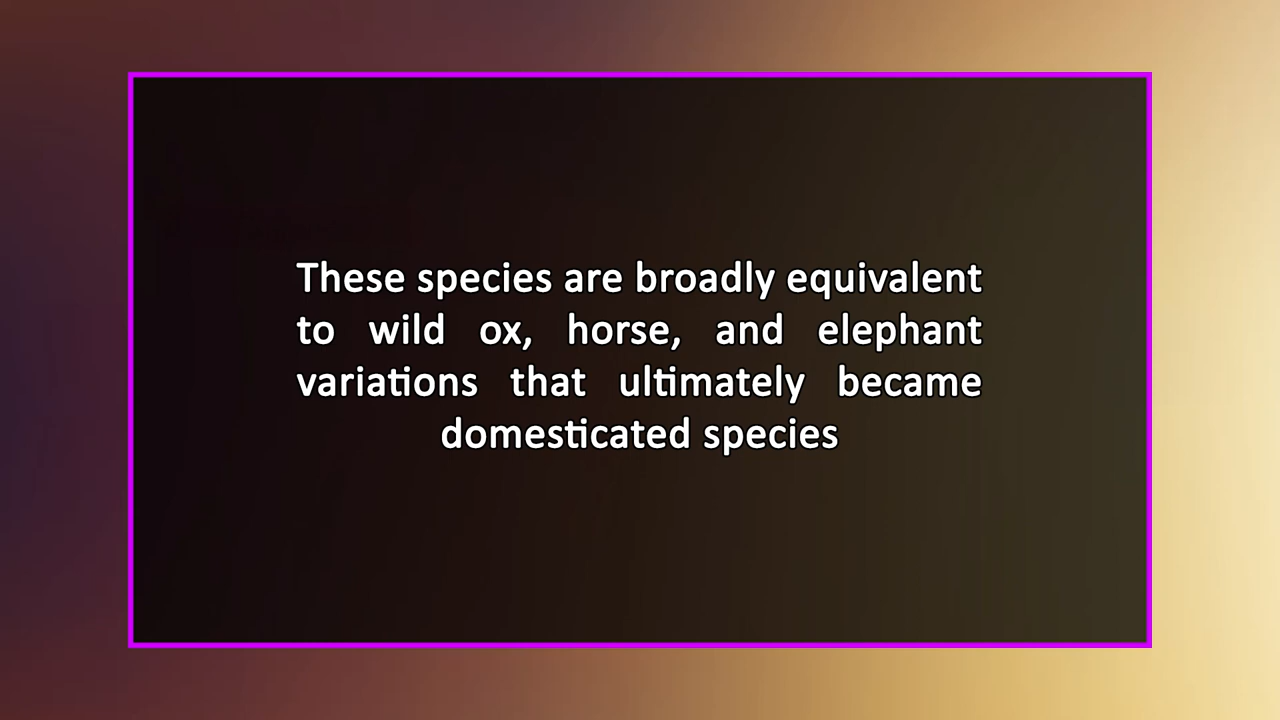 These species are broadly equivalent
to wild ox, horse, and elephant
variations that ultimately became
domesticated species